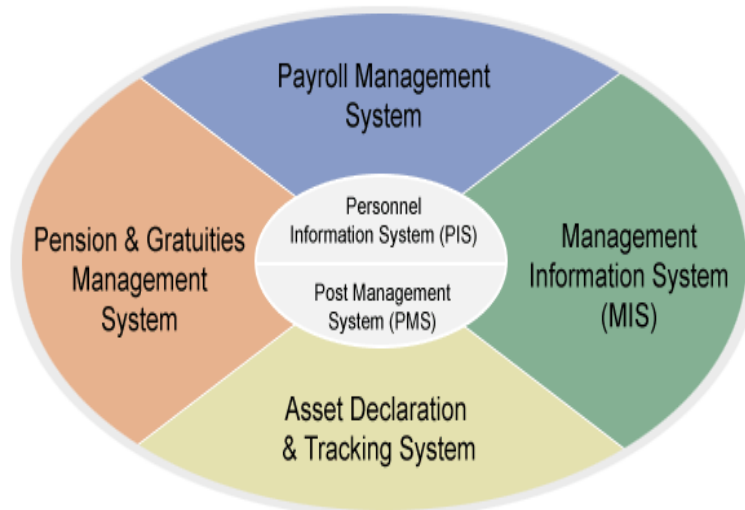 Payroll Management
System
Personnel
Information System (PIS)
Post Management
System (PMS)
Pension & Gratuities
Management
System
Management
Information System
(MIS)
Asset Declaration
& Tracking System